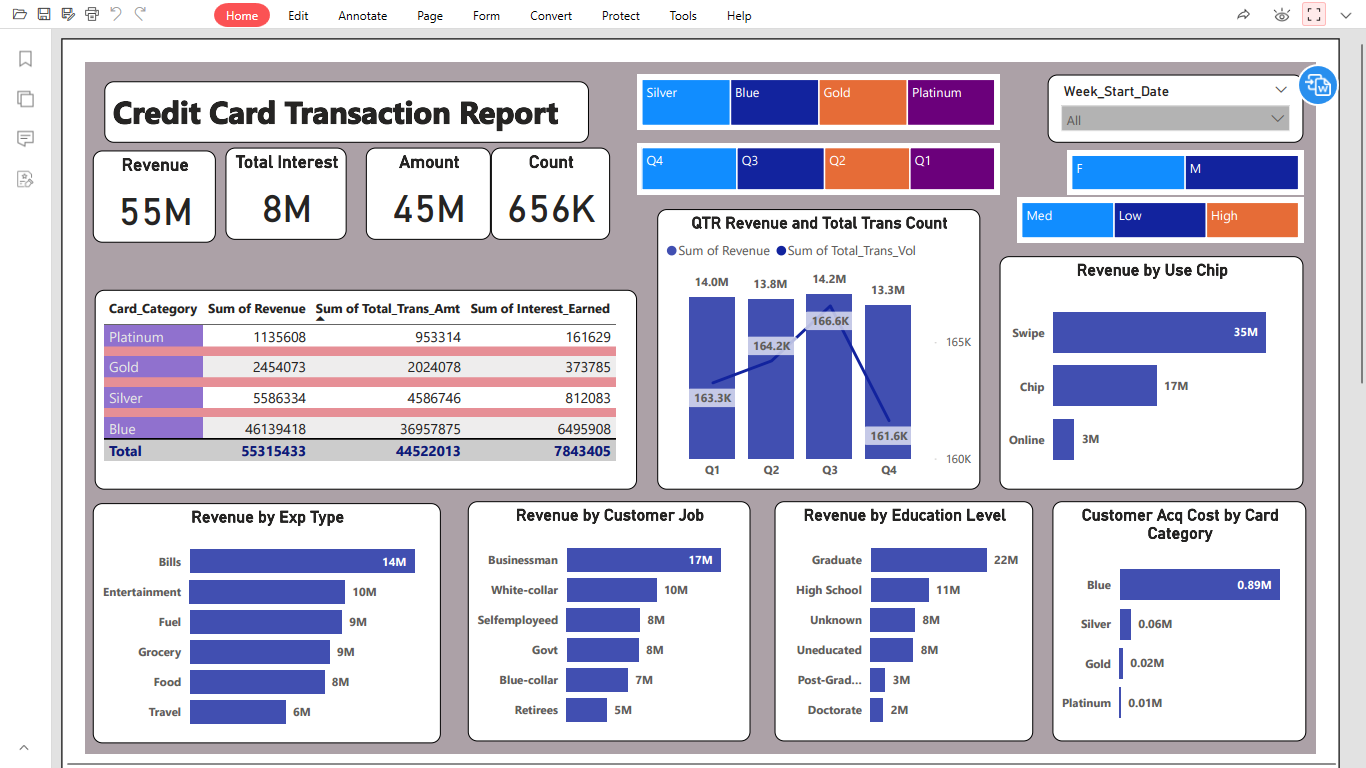 Home Edit Annotate Page Form Convert Protect Tools Help
Credit Card Transaction Report
Silver Blue Gold Platinum
Week_Start_Date
All
Revenue
55M
Total Interest
8M
Amount
45M
Count
656K
Q4 Q3 Q2 Q1
F M
Med Low High
QTR Revenue and Total Trans Count
Sum of Revenue Sum of Total_Trans_Vol
14.0M 13.8M 14.2M 13.3M
163.3K 164.2K 166.6K 161.6K
165K
160K
Q1 Q2 Q3 Q4
Revenue by Use Chip
Swipe 35M
Chip 17M
Online 3M
Card_Category Sum of Revenue Sum of Total_Trans_Amt Sum of Interest_Earned
Platinum 1135608 953314 161629
Gold 2454073 2024078 373785
Silver 5586334 4586746 812083
Blue 46139418 36957875 6495908
Total 55315433 44522013 7843405
Revenue by Exp Type
Bills 14M
Entertainment 10M
Fuel 9M
Grocery 9M
Food 8M
Travel 6M
Revenue by Customer Job
Businessman 17M
White-collar 10M
Selfemployeed 8M
Govt 8M
Blue-collar 7M
Retirees 5M
Revenue by Education Level
Graduate 22M
High School 11M
Unknown 8M
Uneducated 8M
Post-Grad... 3M
Doctorate 2M
Customer Acq Cost by Card
Category
Blue 0.89M
Silver 0.06M
Gold 0.02M
Platinum 0.01M